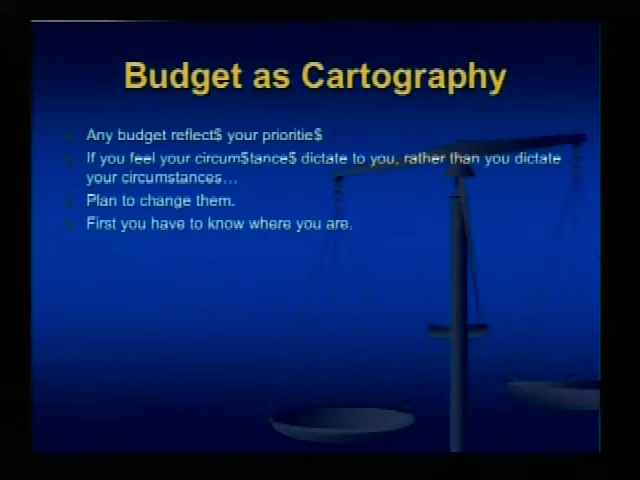 Budget as Cartography
Any budget reflect$ your prioritie$
If you feel your circum$tance$ dictate to you, rather than you dictate
your circumstances…
Plan to change them.
First you have to know where you are.